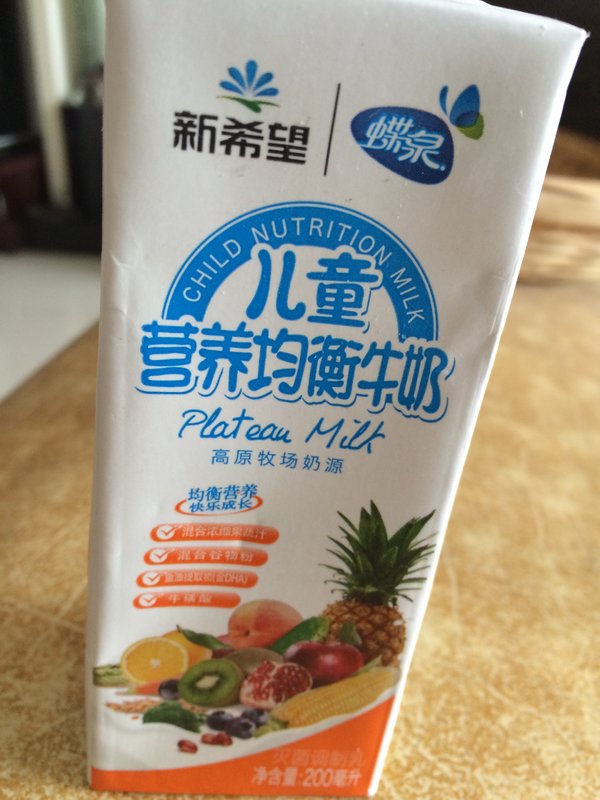 新希望
蝶泉
CHILD NUTRITION MILK
儿童
营养均衡牛奶
Plateau Milk
高原牧场奶源
均衡营养
快乐成长
混合浓缩果蔬汁
混合谷物粉
鱼油提取物(含DHA)
牛磺酸
灭菌调制乳
净含量:200毫升